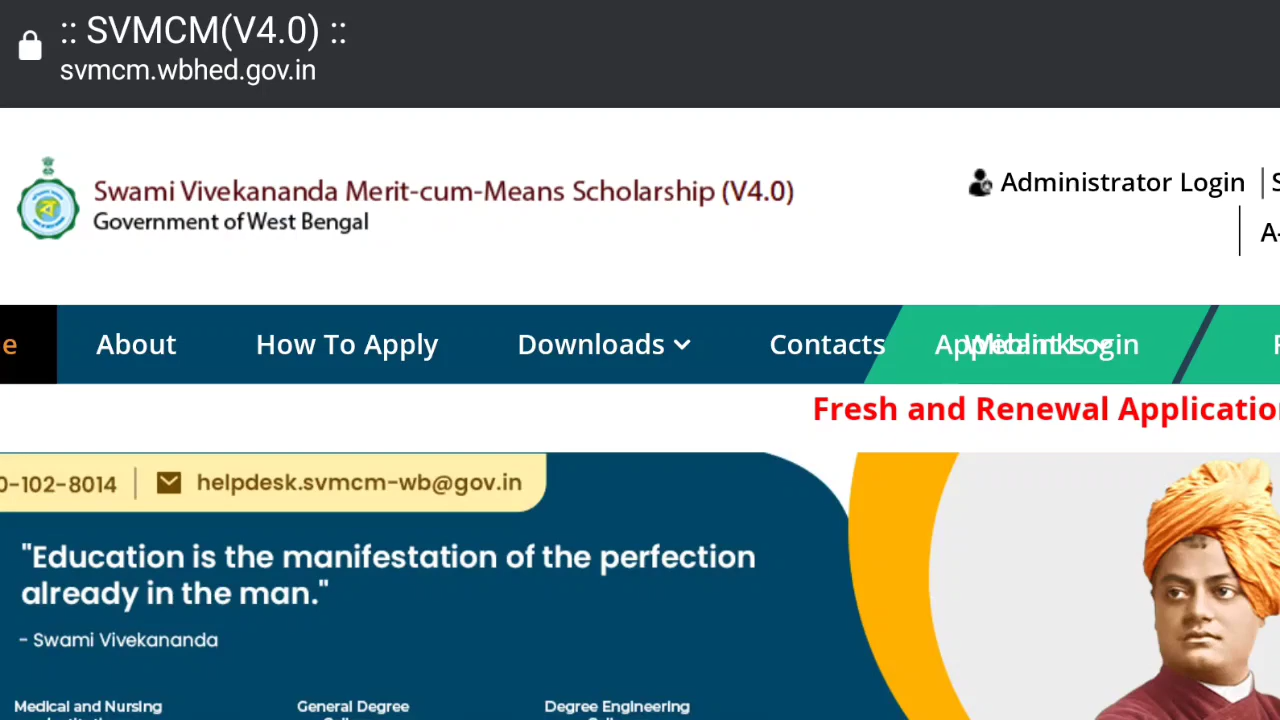 :: SVMCM(V4.0) ::
svmcm.wbhed.gov.in
Swami Vivekananda Merit-cum-Means Scholarship (V4.0)
Government of West Bengal
Administrator Login | S
A-
e About How To Apply Downloads Contacts Applicant Login Weblinks
Fresh and Renewal Applicatio
0-102-8014 | helpdesk.svmcm-wb@gov.in
"Education is the manifestation of the perfection
already in the man."
- Swami Vivekananda
Medical and Nursing General Degree Degree Engineering